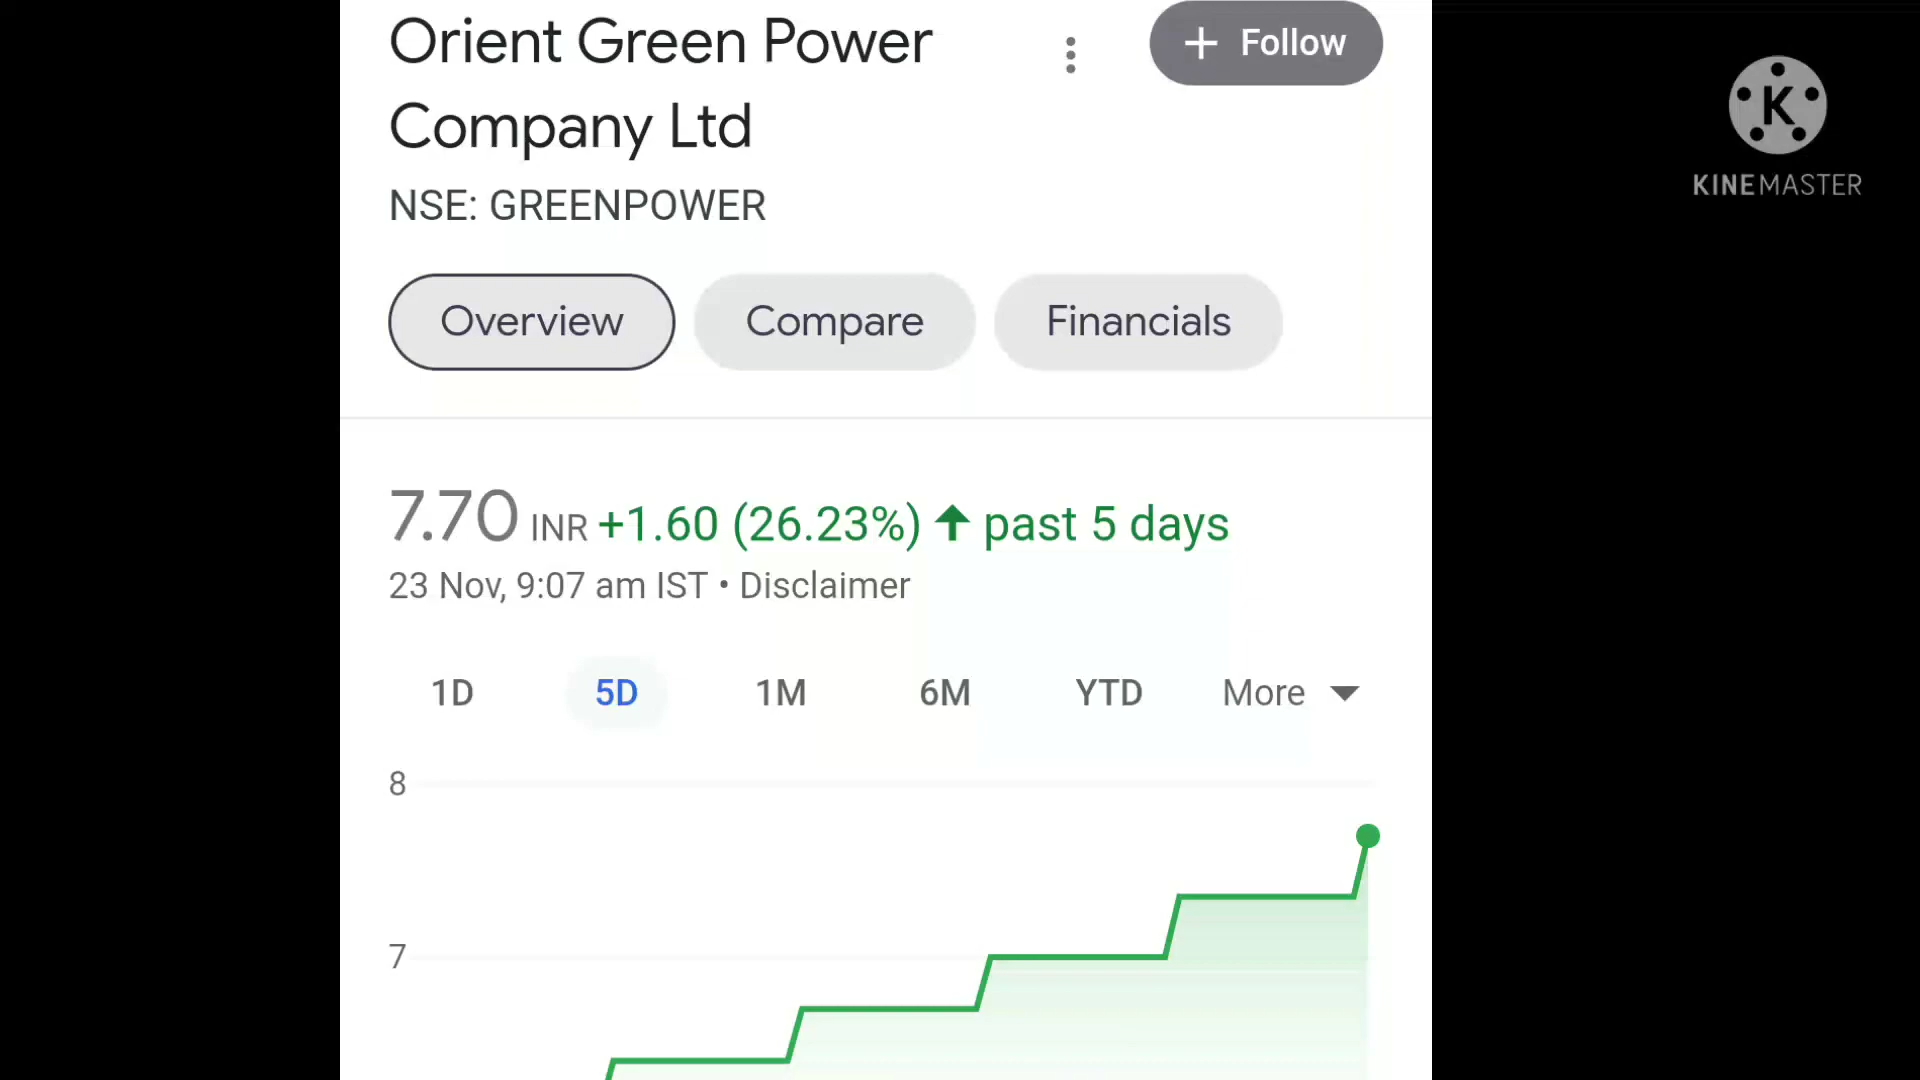 Orient Green Power
Company Ltd
+ Follow
NSE: GREENPOWER
Overview
Compare
Financials
7.70 INR +1.60 (26.23%) ↑ past 5 days
23 Nov, 9:07 am IST • Disclaimer
1D 5D 1M 6M YTD More
8
7
K
KINEMASTER